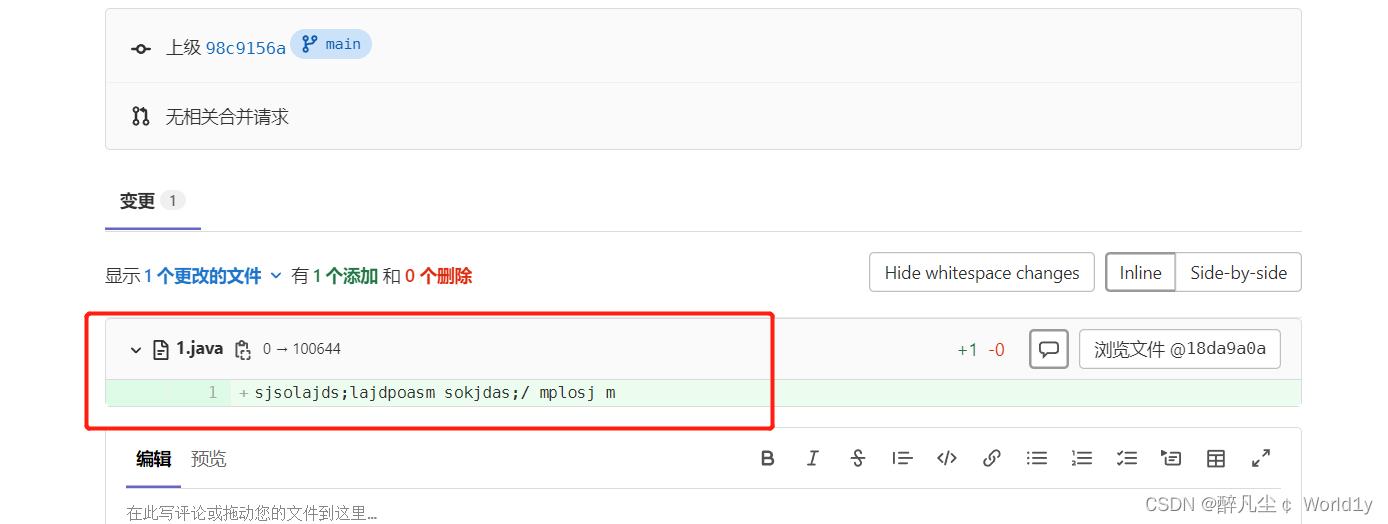 上级 98c9156a main
无相关合并请求
变更 1
显示 1 个更改的文件 有 1 个添加 和 0 个删除
Hide whitespace changes Inline Side-by-side
1.java 0 → 100644 +1 -0 浏览文件 @18da9a0a
1 + sjsolajds;lajdpoasm sokjdas;/ mplosj m
编辑 预览
在此写评论或拖动您的文件到这里…
CSDN @醉凡尘¢ World1y